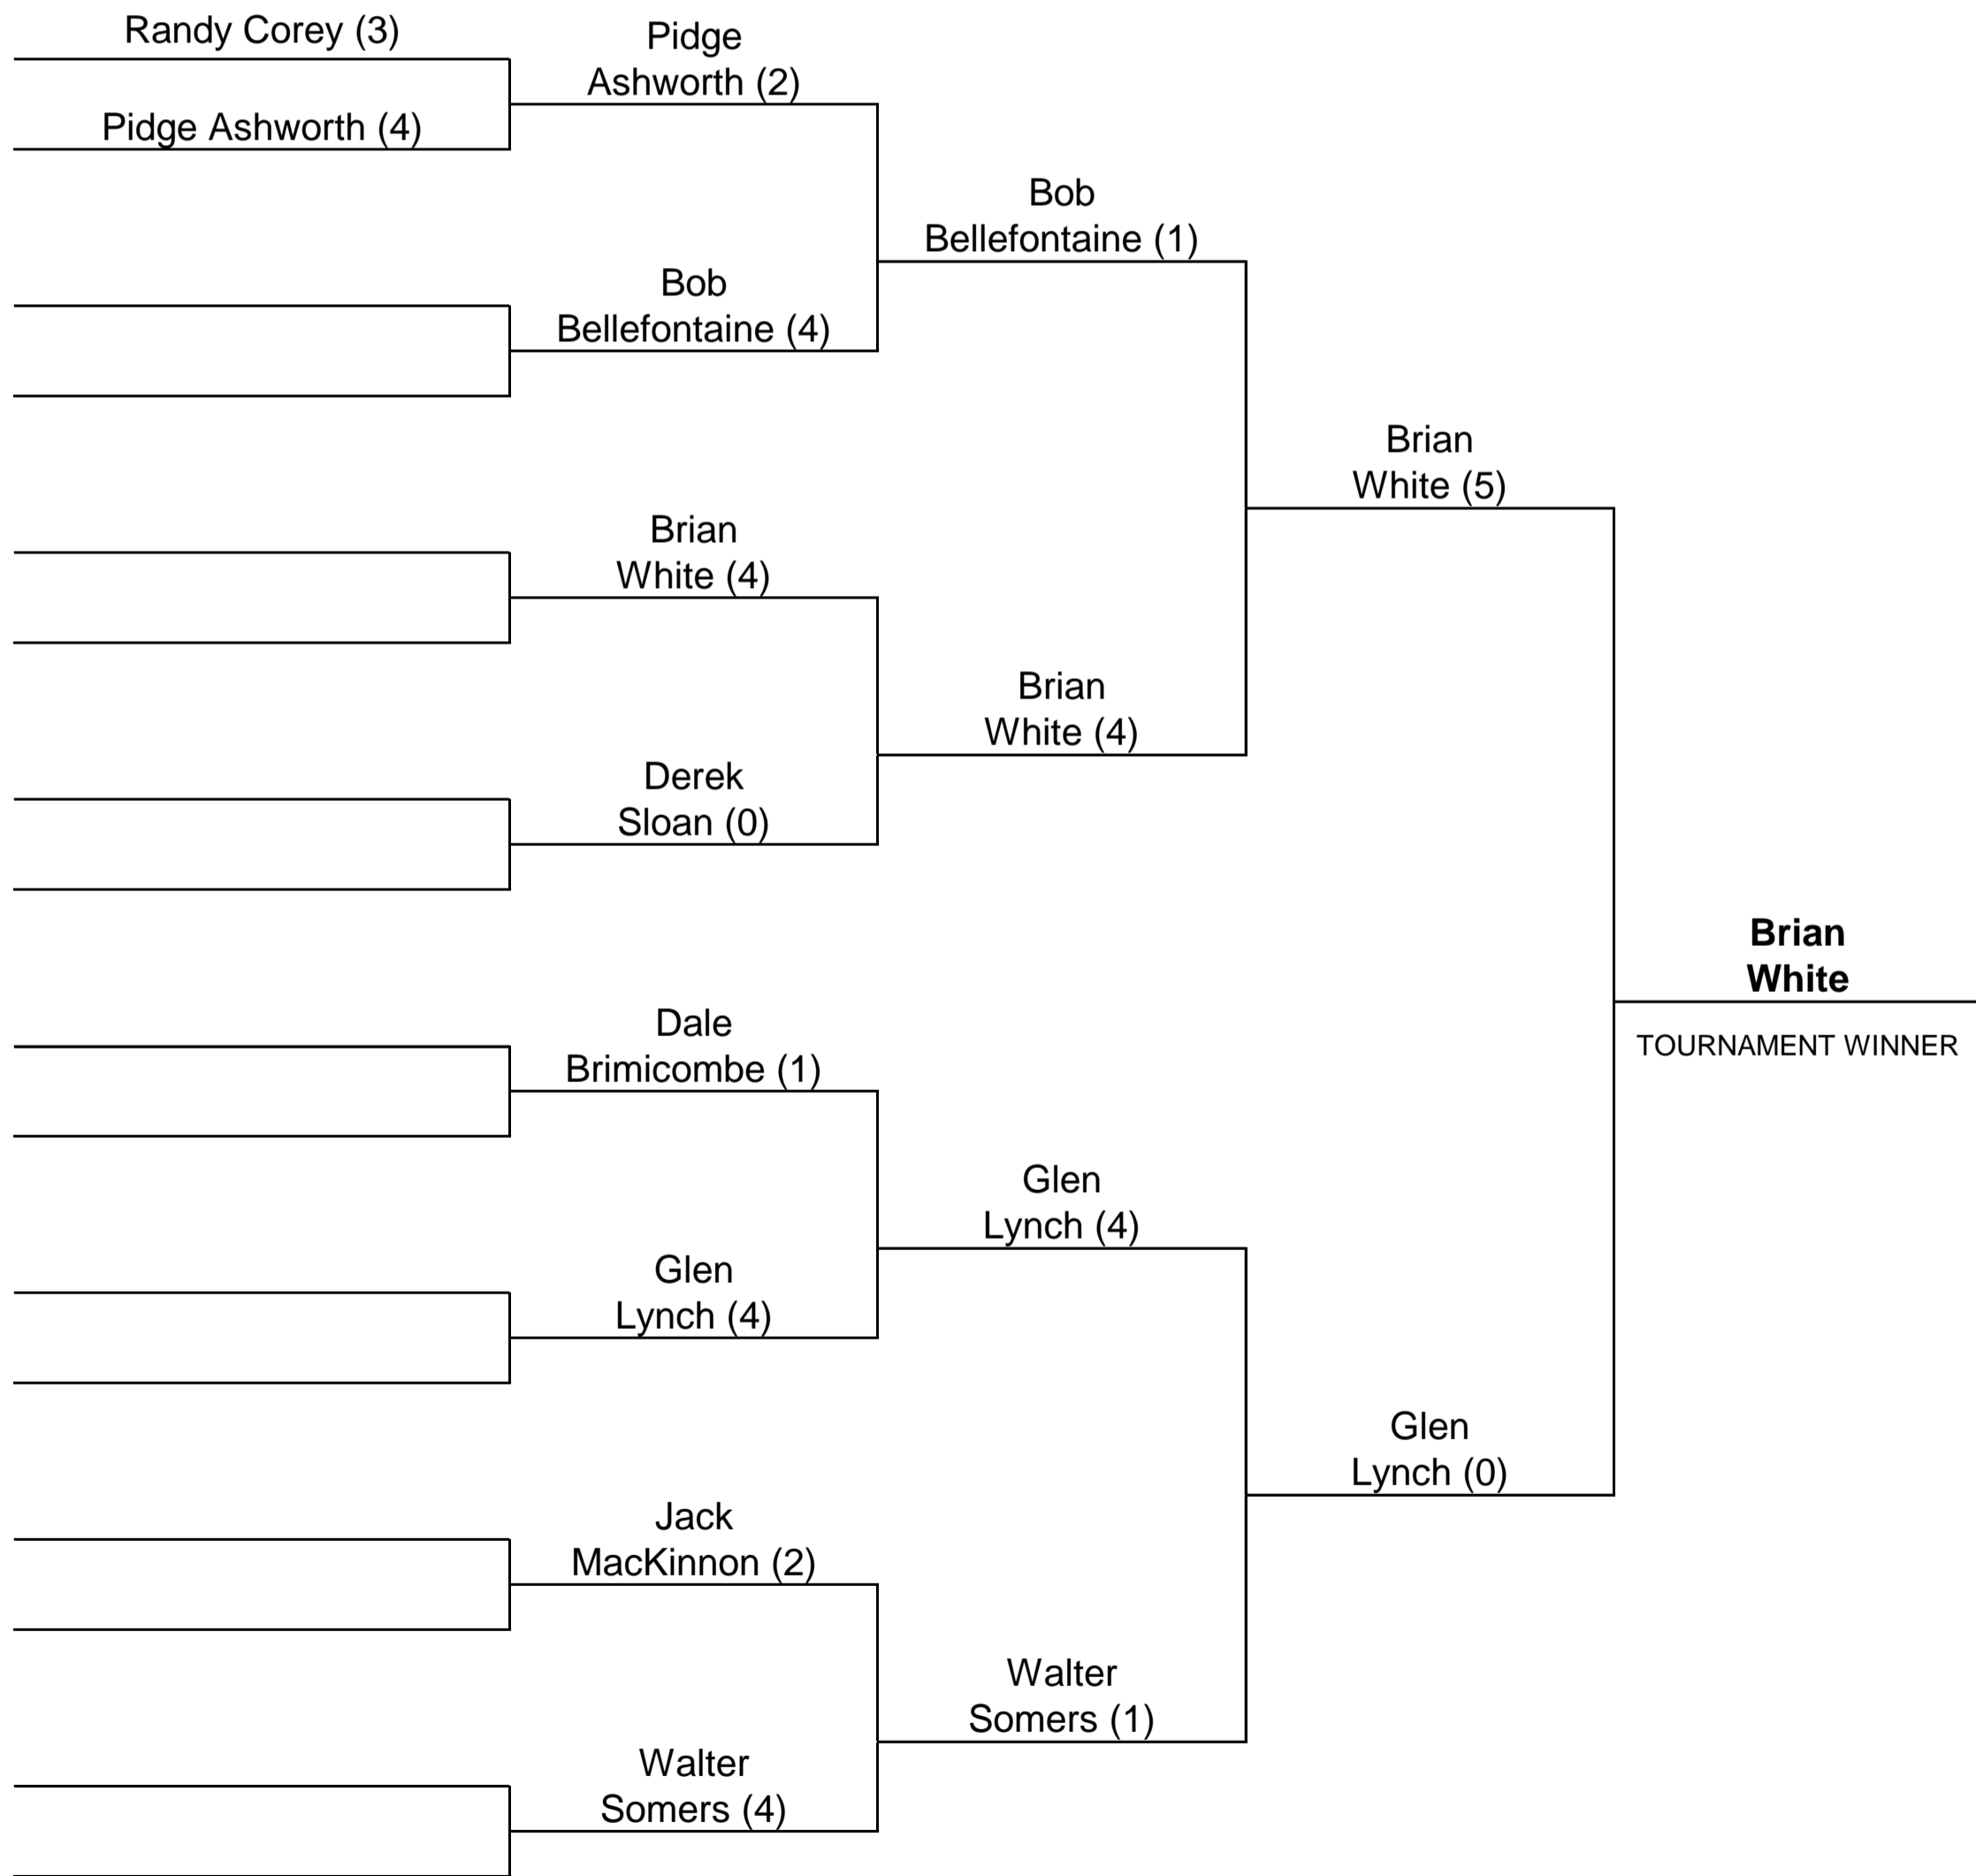 Randy Corey (3)
Pidge Ashworth (4)
Pidge
Ashworth (2)
Bob
Bellefontaine (4)
Brian
White (4)
Derek
Sloan (0)
Dale
Brimicombe (1)
Glen
Lynch (4)
Jack
MacKinnon (2)
Walter
Somers (4)
Bob
Bellefontaine (1)
Brian
White (4)
Glen
Lynch (4)
Walter
Somers (1)
Brian
White (5)
Glen
Lynch (0)
Brian
White
TOURNAMENT WINNER